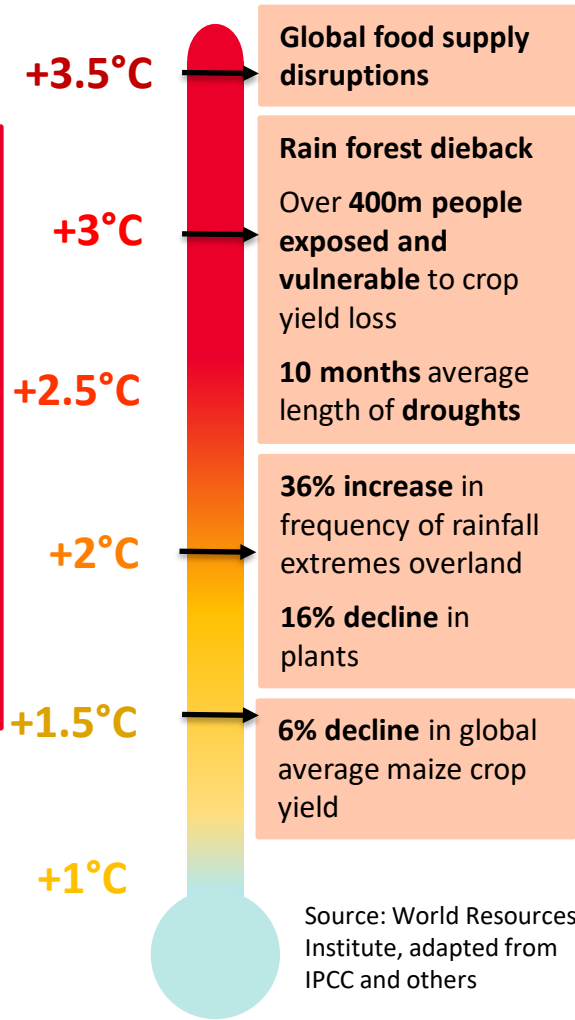 +3.5°C
Global food supply
disruptions
+3°C
Rain forest dieback
Over 400m people
exposed and
vulnerable to crop
yield loss
10 months average
length of droughts
+2.5°C
+2°C
36% increase in
frequency of rainfall
extremes overland
16% decline in
plants
+1.5°C
6% decline in global
average maize crop
yield
+1°C
Source: World Resources
Institute, adapted from
IPCC and others